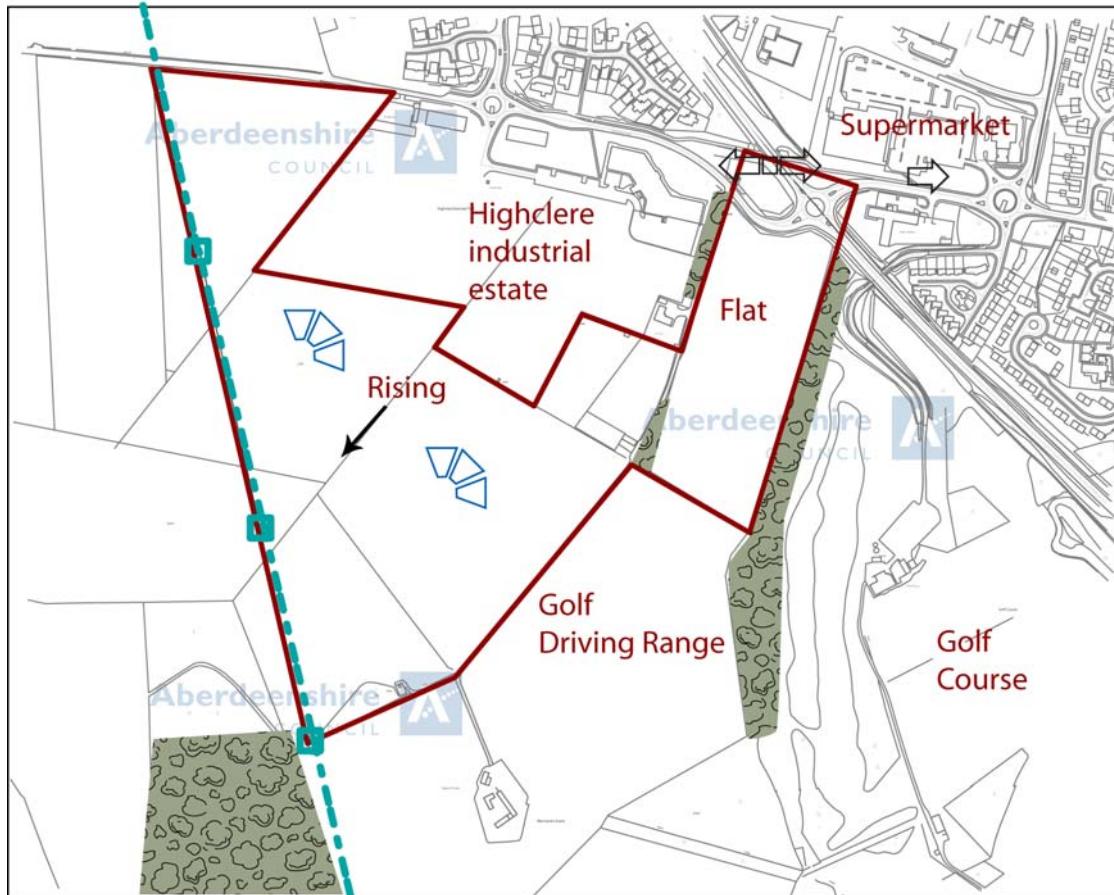 Supermarket
Aberdeenshire
COUNCIL
Highclere
industrial
estate
Flat
Rising
Aberdeenshire
COUNCIL
Golf
Driving Range
Golf
Course
Aberdeenshire
COUNCIL